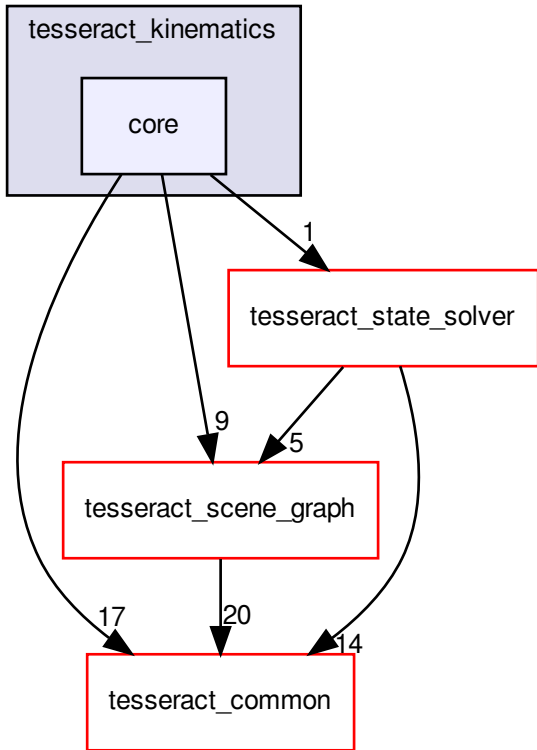 tesseract_kinematics
core
1
tesseract_state_solver
9
5
tesseract_scene_graph
17
20
14
tesseract_common